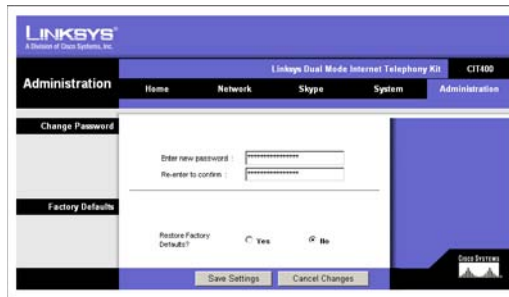 LINKSYS®
A Division of Cisco Systems, Inc.
Linksys Dual Mode Internet Telephony Kit CIT400
Administration
Home Network Skype System Administration
Change Password
Enter new password : ****************
Re-enter to confirm : ****************
Factory Defaults
Restore Factory Defaults? Yes No
Save Settings Cancel Changes
CISCO SYSTEMS